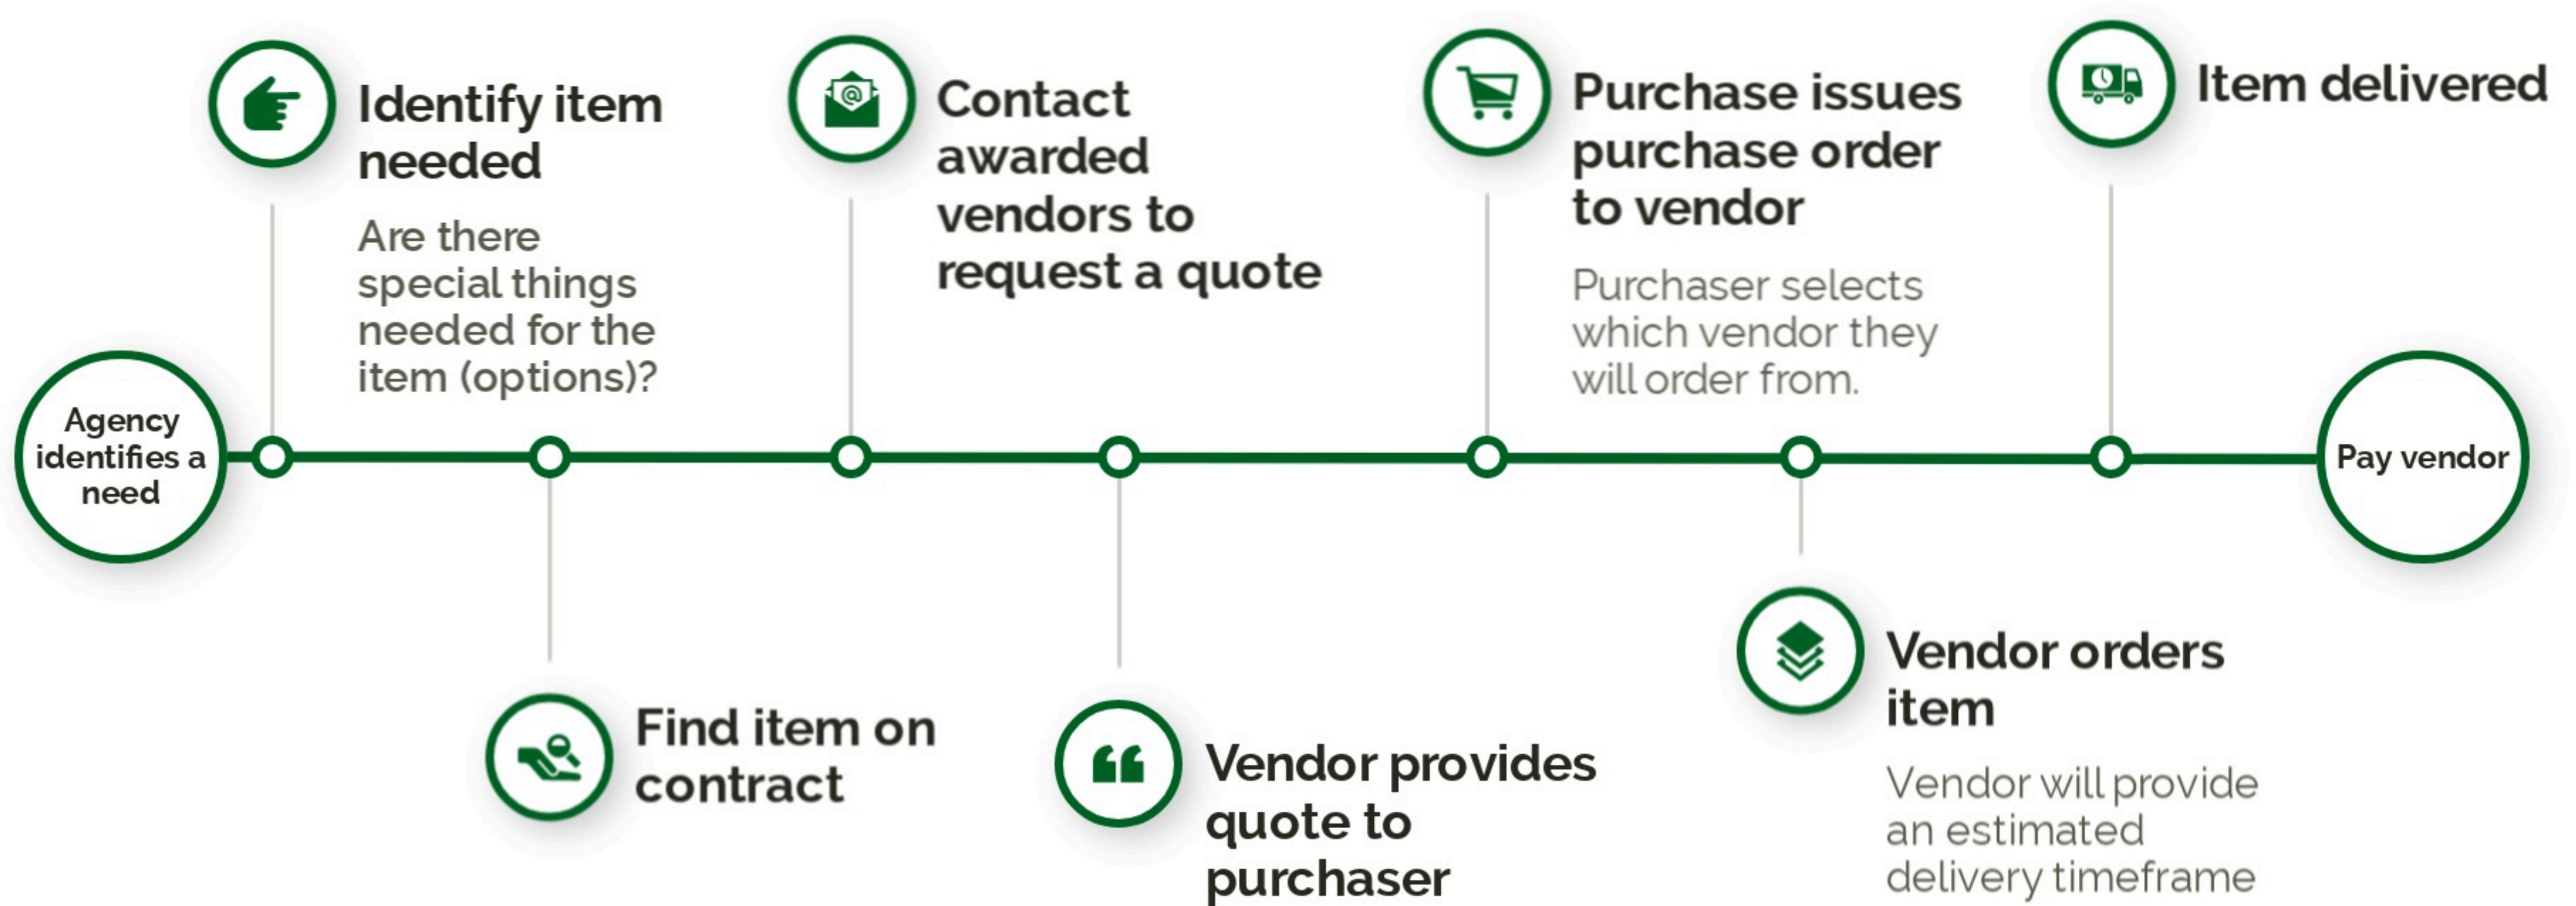 Agency
identifies a
need
Identify item
needed
Are there
special things
needed for the
item (options)?
Find item on
contract
Contact
awarded
vendors to
request a quote
Vendor provides
quote to
purchaser
Purchase issues
purchase order
to vendor
Purchaser selects
which vendor they
will order from.
Vendor orders
item
Vendor will provide
an estimated
delivery timeframe
Item delivered
Pay vendor